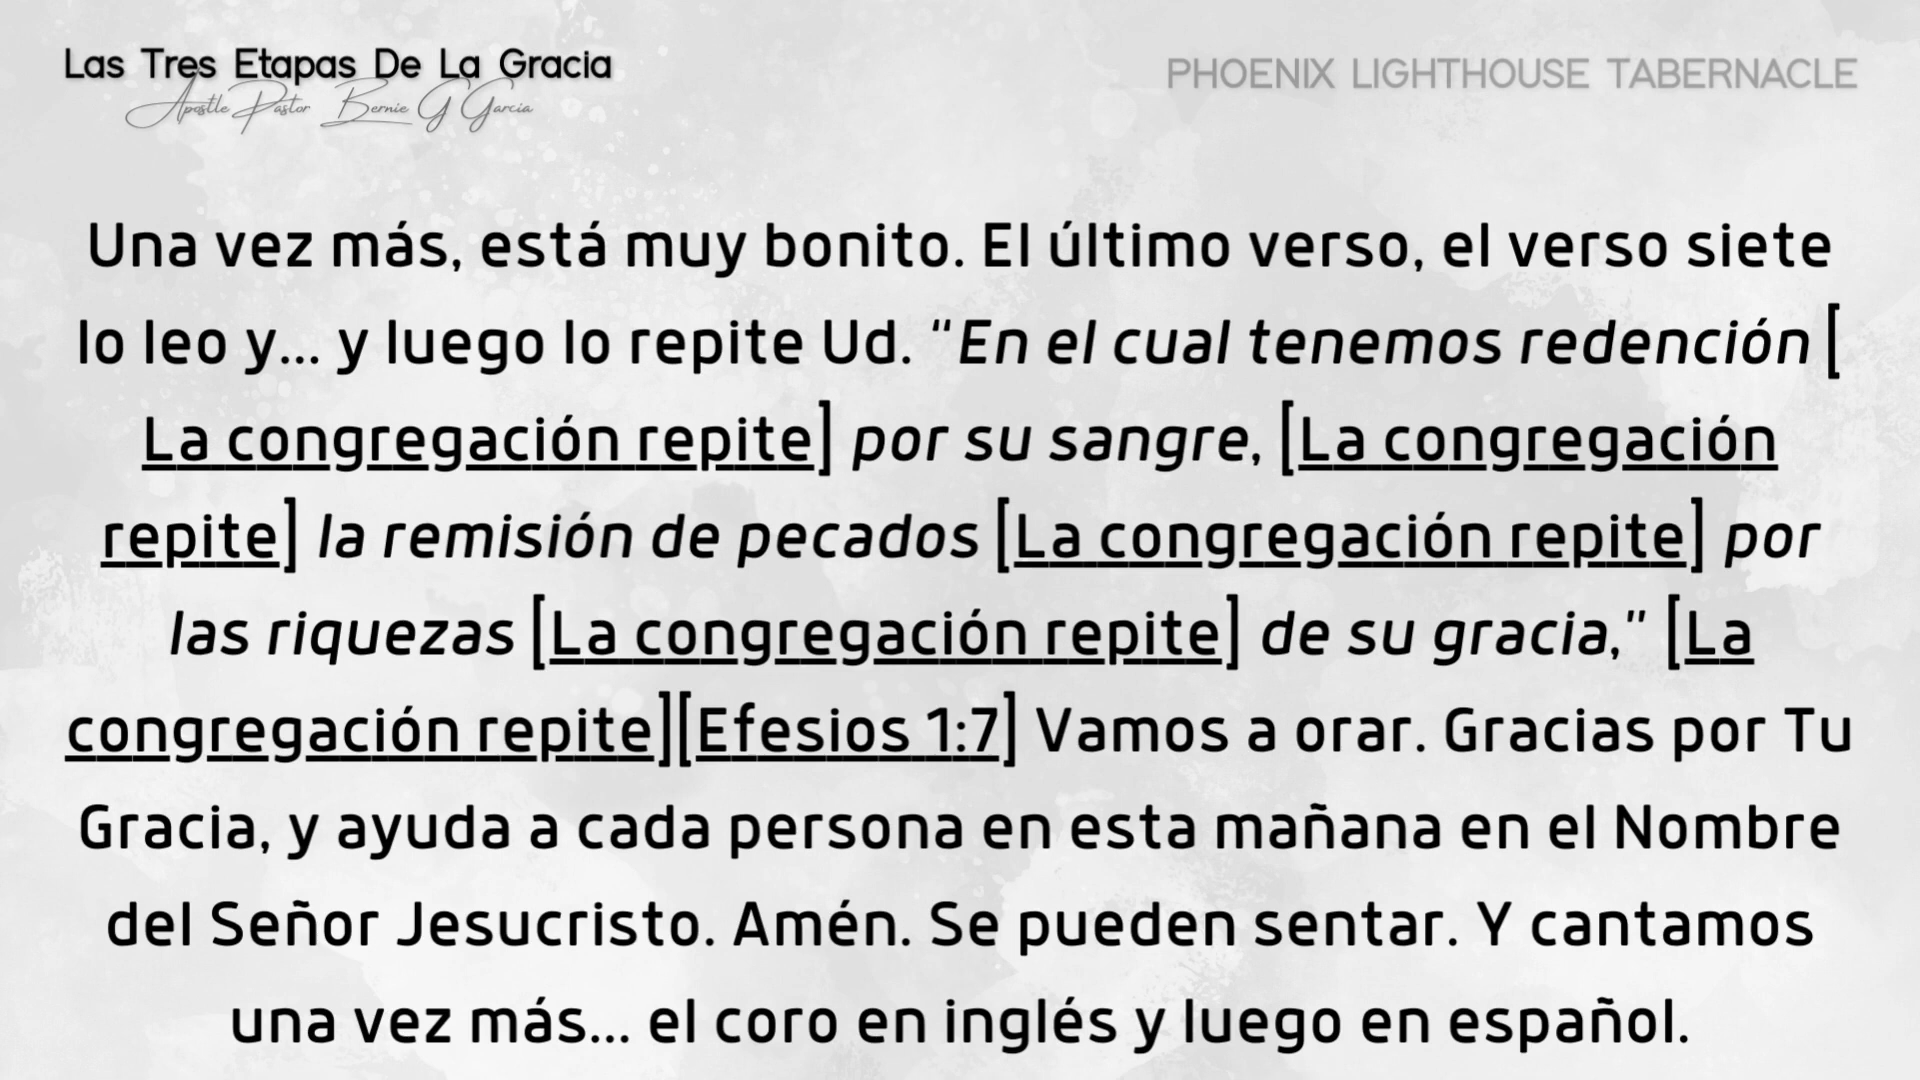 Las Tres Etapas De La Gracia
Apostle Pastor Bernie G Garcia
PHOENIX LIGHTHOUSE TABERNACLE
Una vez más, está muy bonito. El último verso, el verso siete
lo leo y... y luego lo repite Ud. “En el cual tenemos redención [
La congregación repite] por su sangre, [La congregación
repite] la remisión de pecados [La congregación repite] por
las riquezas [La congregación repite] de su gracia,” [La
congregación repite][Efesios 1:7] Vamos a orar. Gracias por Tu
Gracia, y ayuda a cada persona en esta mañana en el Nombre
del Señor Jesucristo. Amén. Se pueden sentar. Y cantamos
una vez más... el coro en inglés y luego en español.